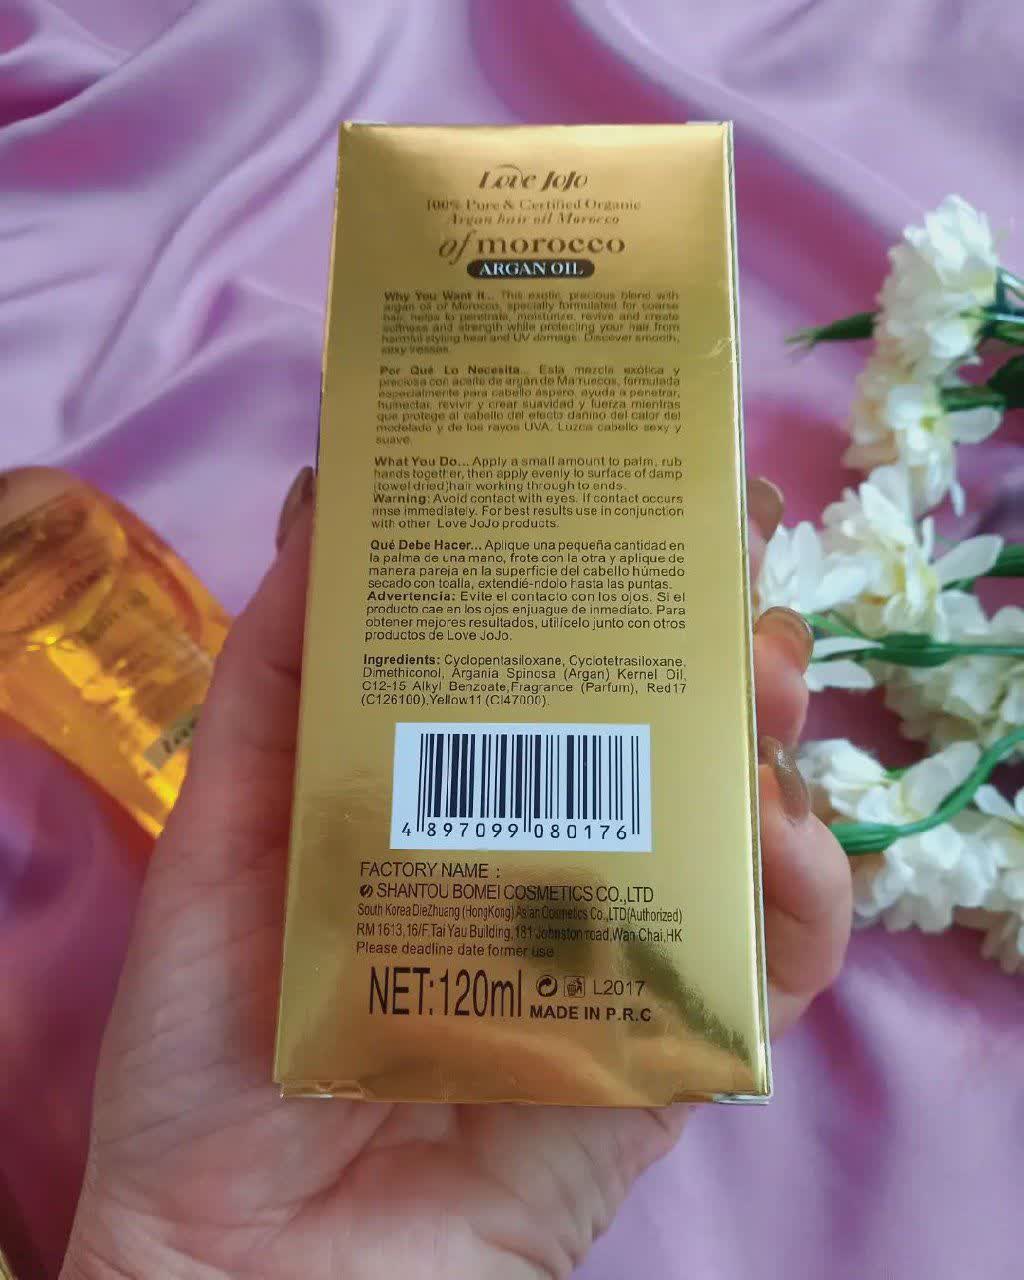 Love JoJo
100% Pure & Certified Organic
Argan hair oil Morocco
of morocco
ARGAN OIL
Why You Want It... This exotic, precious blend with
argan oil of Morocco, specially formulated for coarse
hair, helps to penetrate, moisturize, revive and create
softness and strength while protecting your hair from
harmful styling heat and UV damage. Discover smooth,
sexy tresses.
Por Qué Lo Necesita... Esta mezcla exótica y
preciosa con aceite de argán de Marruecos, formulada
especialmente para cabello áspero, ayuda a penetrar,
humectar, revivir y crear suavidad y fuerza mientras
que protege al cabello del efecto danino del calor del
modelado y de los rayos UVA. Luzca cabello sexy y
suave.
What You Do... Apply a small amount to palm, rub
hands together, then apply evenly to surface of damp
(towel dried)hair working through to ends.
Warning: Avoid contact with eyes. If contact occurs
rinse immediately. For best results use in conjunction
with other Love JoJo products.
Qué Debe Hacer... Aplique una pequeña cantidad en
la palma de una mano, frote con la otra y aplique de
manera pareja en la superficie del cabello húmedo
secado con toalla, extendié-ndolo hasta las puntas.
Advertencia: Evite el contacto con los ojos. Si el
producto cae en los ojos enjuague de inmediato. Para
obtener mejores resultados, utilícelo junto con otros
productos de Love JoJo.
Ingredients: Cyclopentasiloxane, Cyclotetrasiloxane,
Dimethiconol, Argania Spinosa (Argan) Kernel Oil,
C12-15 Alkyl Benzoate,Fragrance (Parfum), Red17
(C126100),Yellow11 (CI47000).
4 897099 080176
FACTORY NAME :
SHANTOU BOMEI COSMETICS CO.,LTD
South Korea DieZhuang (HongKong) Asian Cosmetics Co.,LTD(Authorized)
RM 1613,16/F.Tai Yau Building,181 Johnston road,Wan Chai,HK
Please deadline date former use
NET:120ml L2017
MADE IN P.R.C